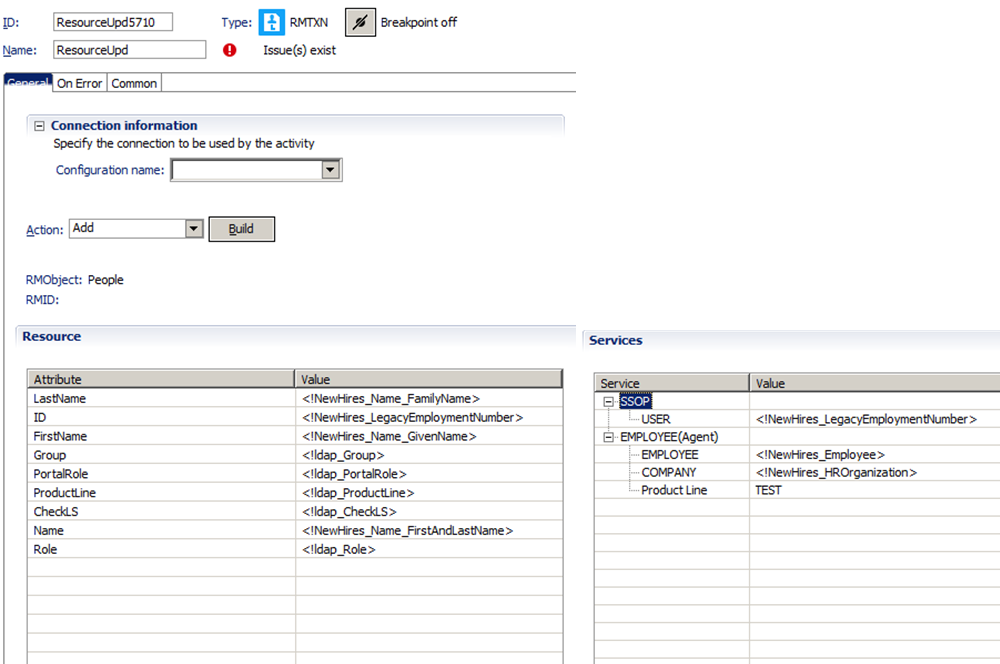 ID: ResourceUpd5710 Type: RMTXN Breakpoint off
Name: ResourceUpd Issue(s) exist
General On Error Common
Connection information
Specify the connection to be used by the activity
Configuration name:
Action: Add Build
RMObject: People
RMID:
Resource
Attribute Value
LastName <!NewHires_Name_FamilyName>
ID <!NewHires_LegacyEmploymentNumber>
FirstName <!NewHires_Name_GivenName>
Group <!ldap_Group>
PortalRole <!ldap_PortalRole>
ProductLine <!ldap_ProductLine>
CheckLS <!ldap_CheckLS>
Name <!NewHires_Name_FirstAndLastName>
Role <!ldap_Role>
Services
Service Value
SSOP
USER <!NewHires_LegacyEmploymentNumber>
EMPLOYEE(Agent)
EMPLOYEE <!NewHires_Employee>
COMPANY <!NewHires_HROrganization>
Product Line TEST